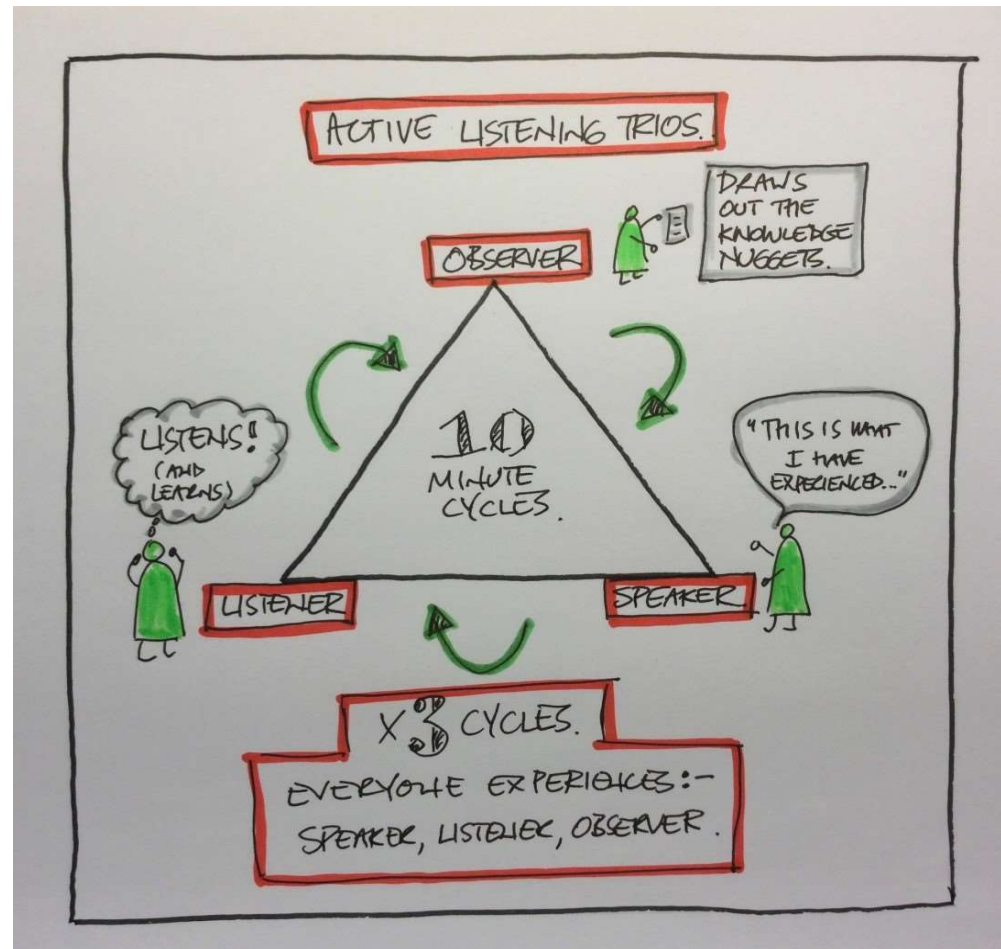 ACTIVE LISTENING TRIOS.
OBSERVER
DRAWS
OUT THE
KNOWLEDGE
NUGGETS.
LISTENS!
(AND
LEARNS)
10
MINUTE
CYCLES.
"THIS IS WHAT
I HAVE
EXPERIENCED..."
LISTENER
SPEAKER
X 3 CYCLES.
EVERYONE EXPERIENCES:-
SPEAKER, LISTENER, OBSERVER.